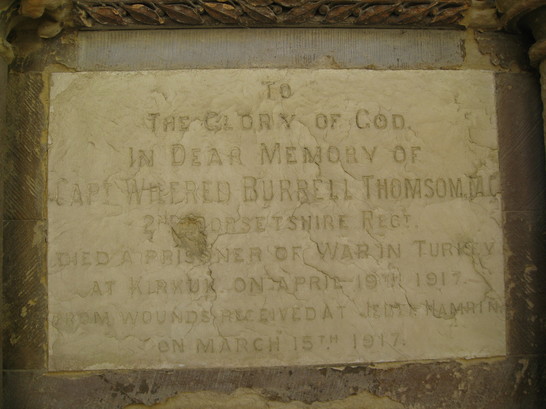 TO
THE GLORY OF GOD.
IN DEAR MEMORY OF
CAPT WILFRED BURRELL THOMSOM. M.C.
2ND DORSETSHIRE REGT.
DIED A PRISONER OF WAR IN TURKEY
AT KIRKUK ON APRIL 19TH 1917
FROM WOUNDS RECEIVED AT HAMRIN
ON MARCH 15TH 1917.